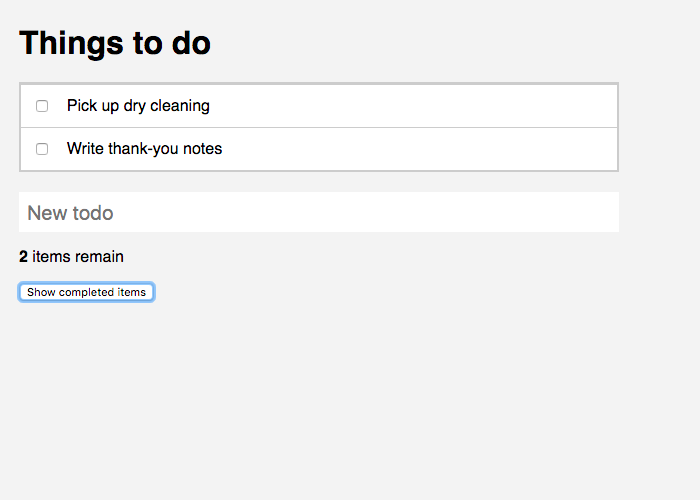 Things to do
Pick up dry cleaning
Write thank-you notes
New todo
2 items remain
Show completed items